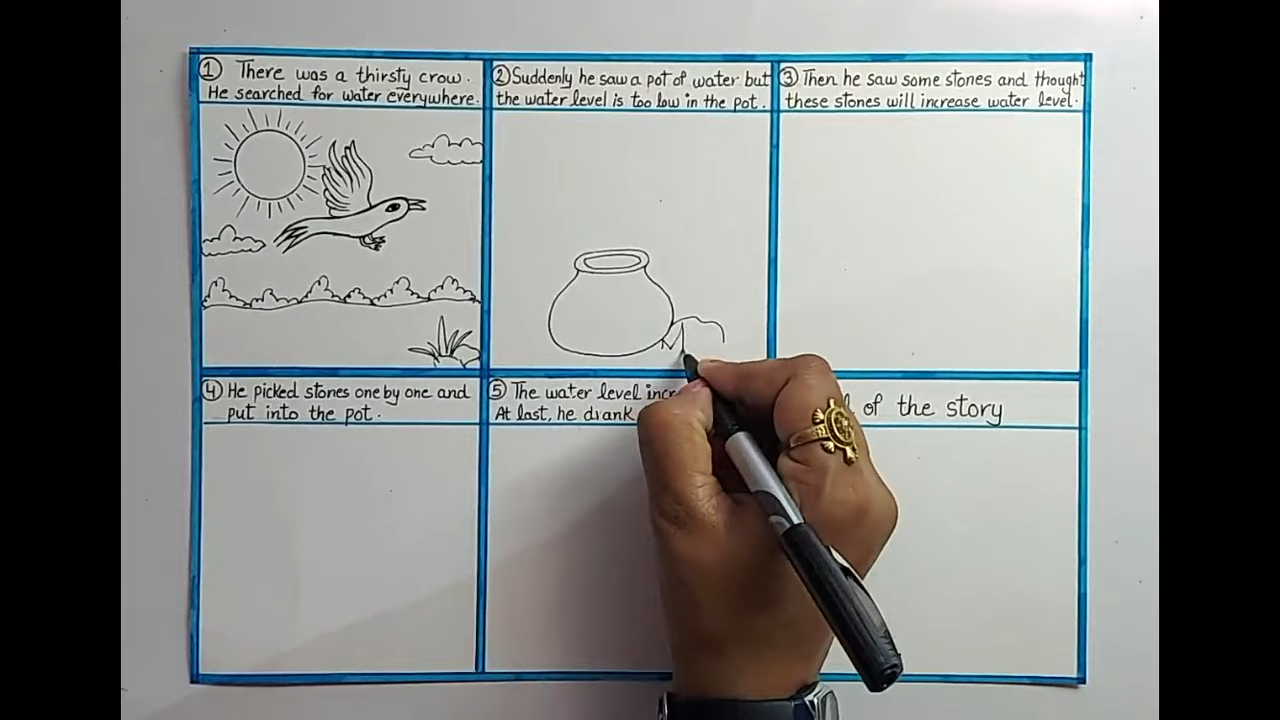 ① There was a thirsty crow.
He searched for water everywhere.
② Suddenly he saw a pot of water but
the water level is too low in the pot.
③ Then he saw some stones and thought
these stones will increase water level.
④ He picked stones one by one and
put into the pot.
⑤ The water level
At last, he drank
of the story